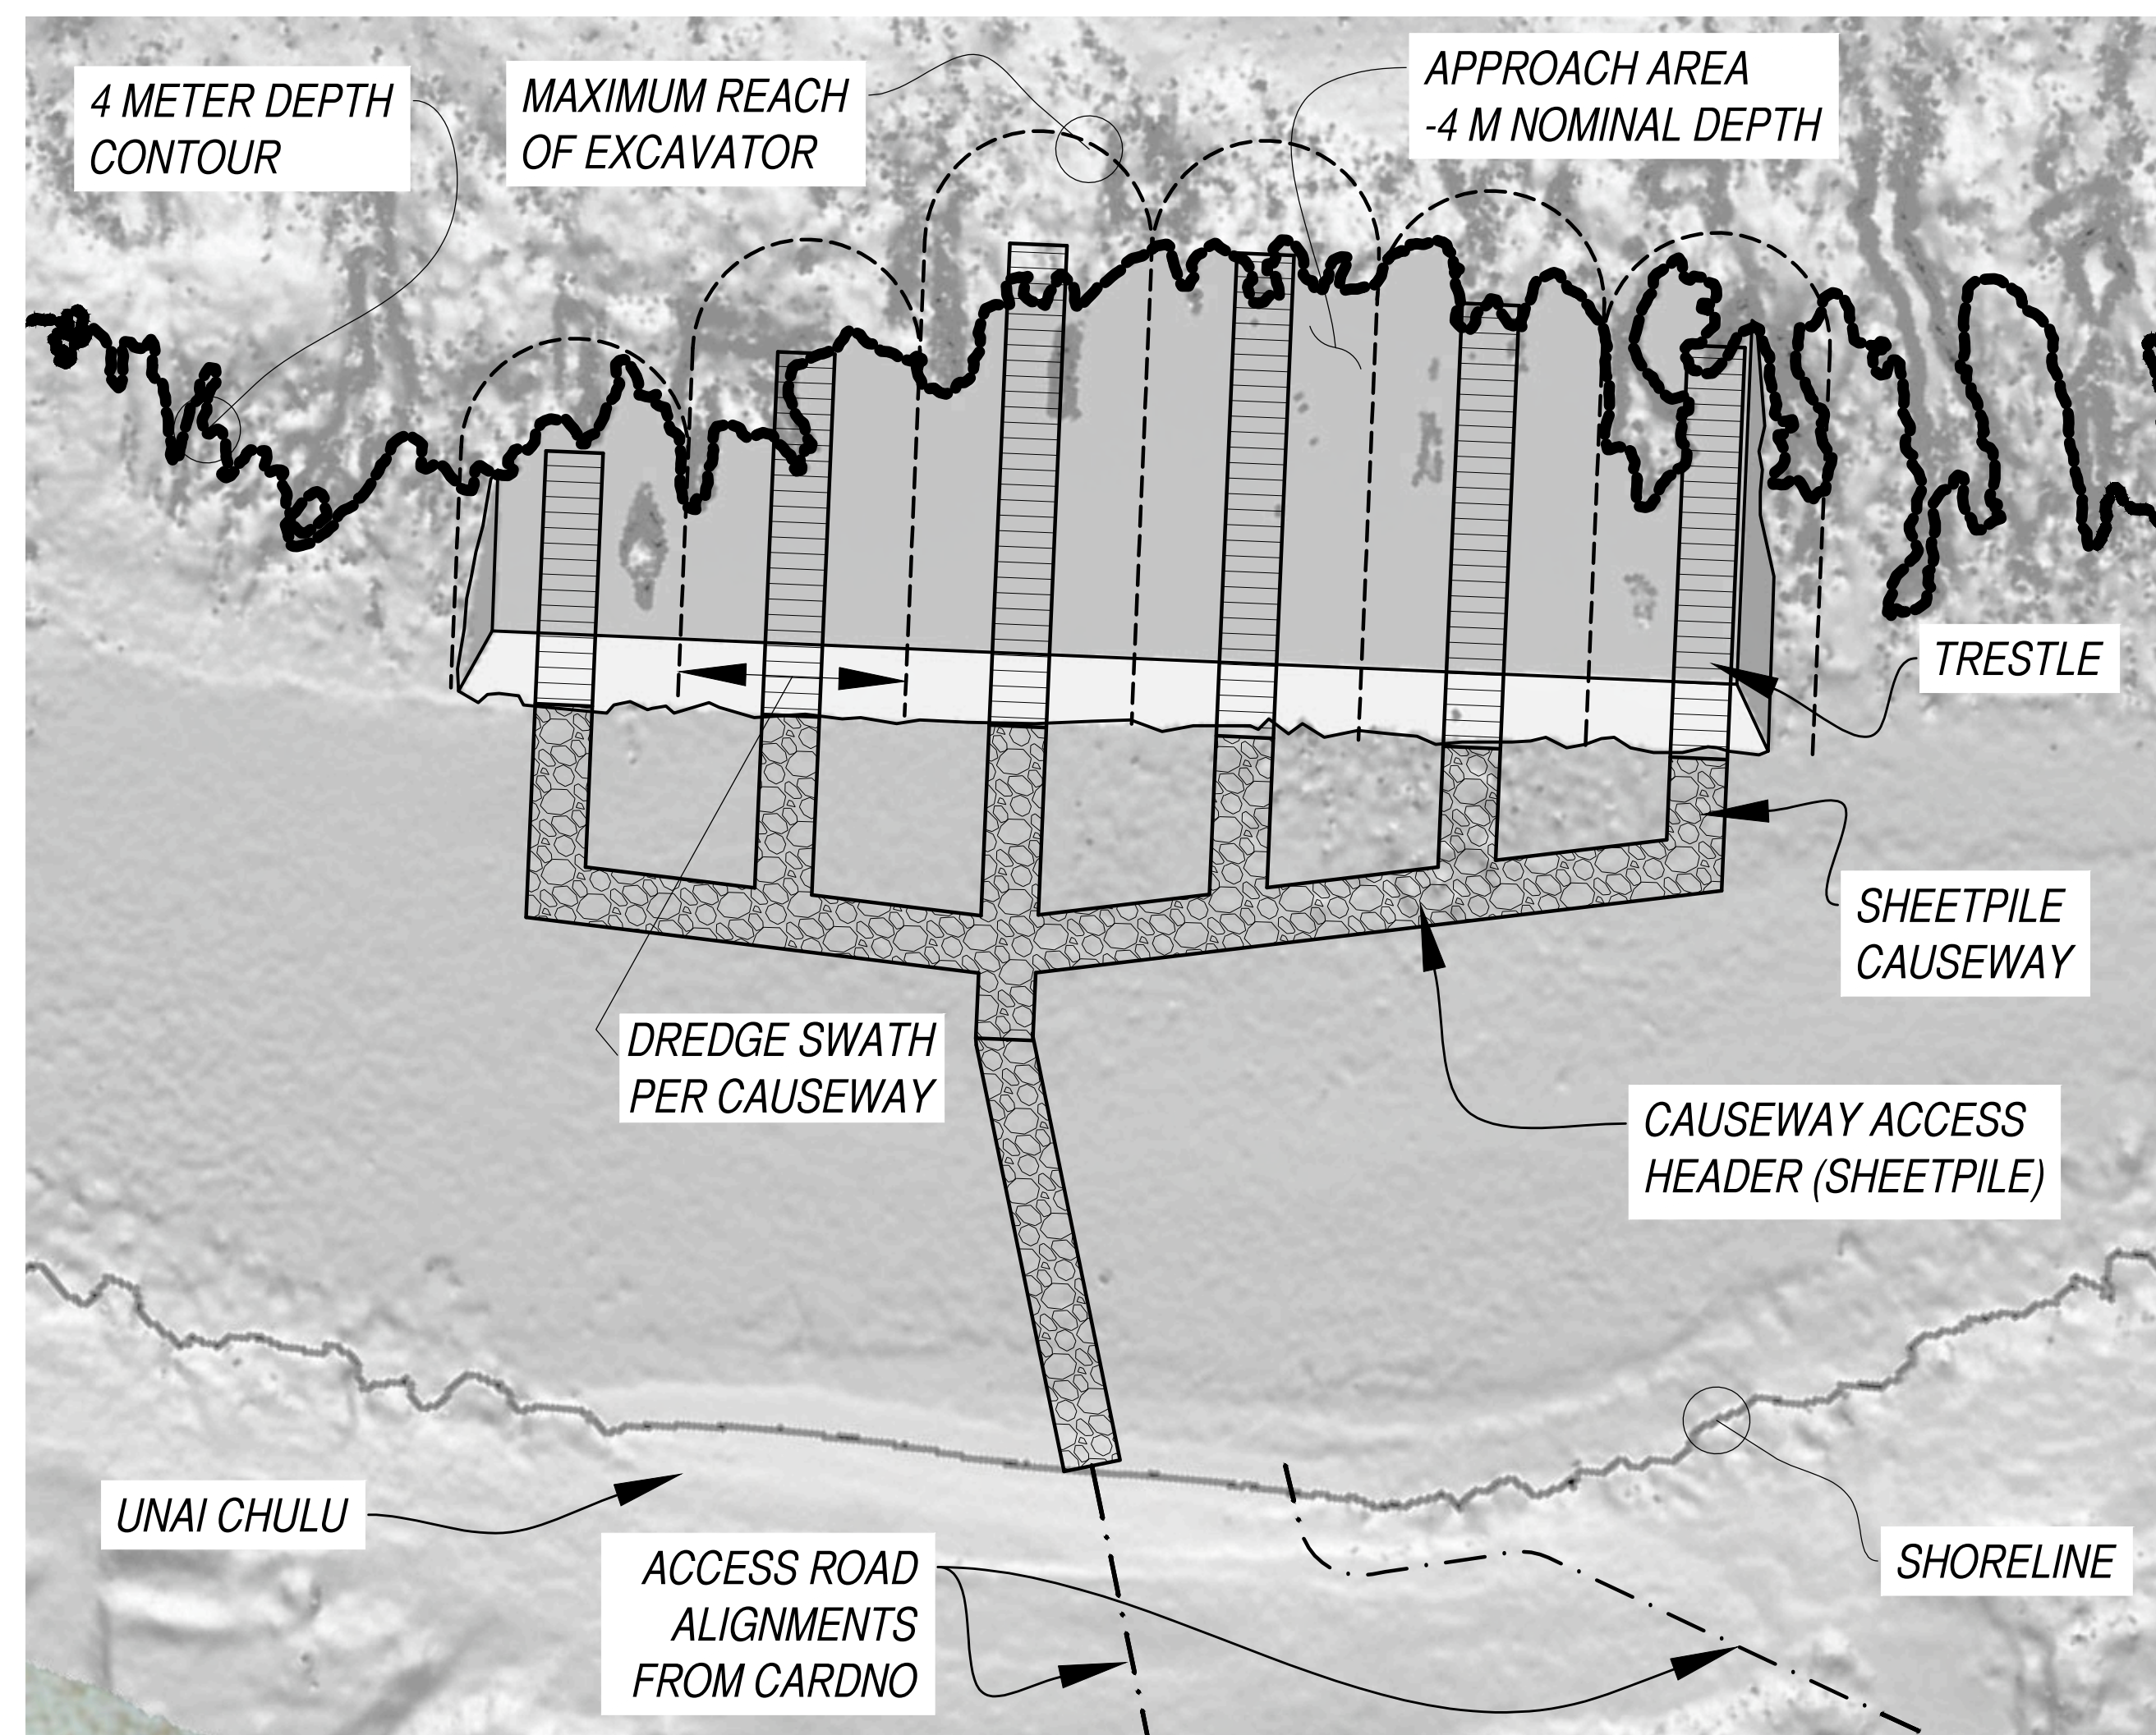 4 METER DEPTH
CONTOUR
MAXIMUM REACH
OF EXCAVATOR
APPROACH AREA
-4 M NOMINAL DEPTH
TRESTLE
SHEETPILE
CAUSEWAY
DREDGE SWATH
PER CAUSEWAY
CAUSEWAY ACCESS
HEADER (SHEETPILE)
UNAI CHULU
ACCESS ROAD
ALIGNMENTS
FROM CARDNO
SHORELINE